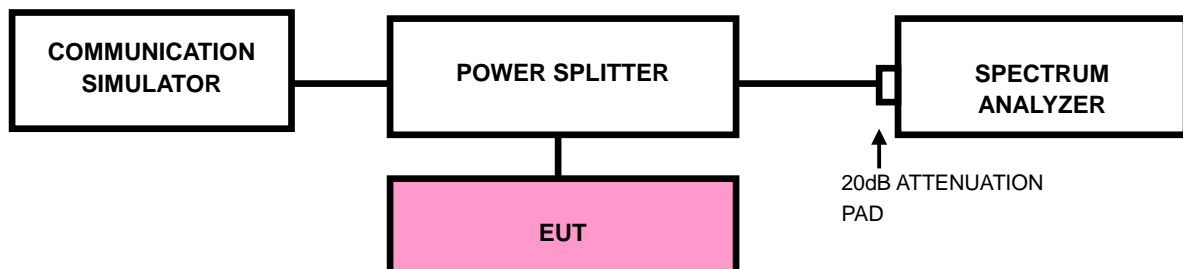 COMMUNICATION
SIMULATOR
POWER SPLITTER
SPECTRUM
ANALYZER
20dB ATTENUATION
PAD
EUT